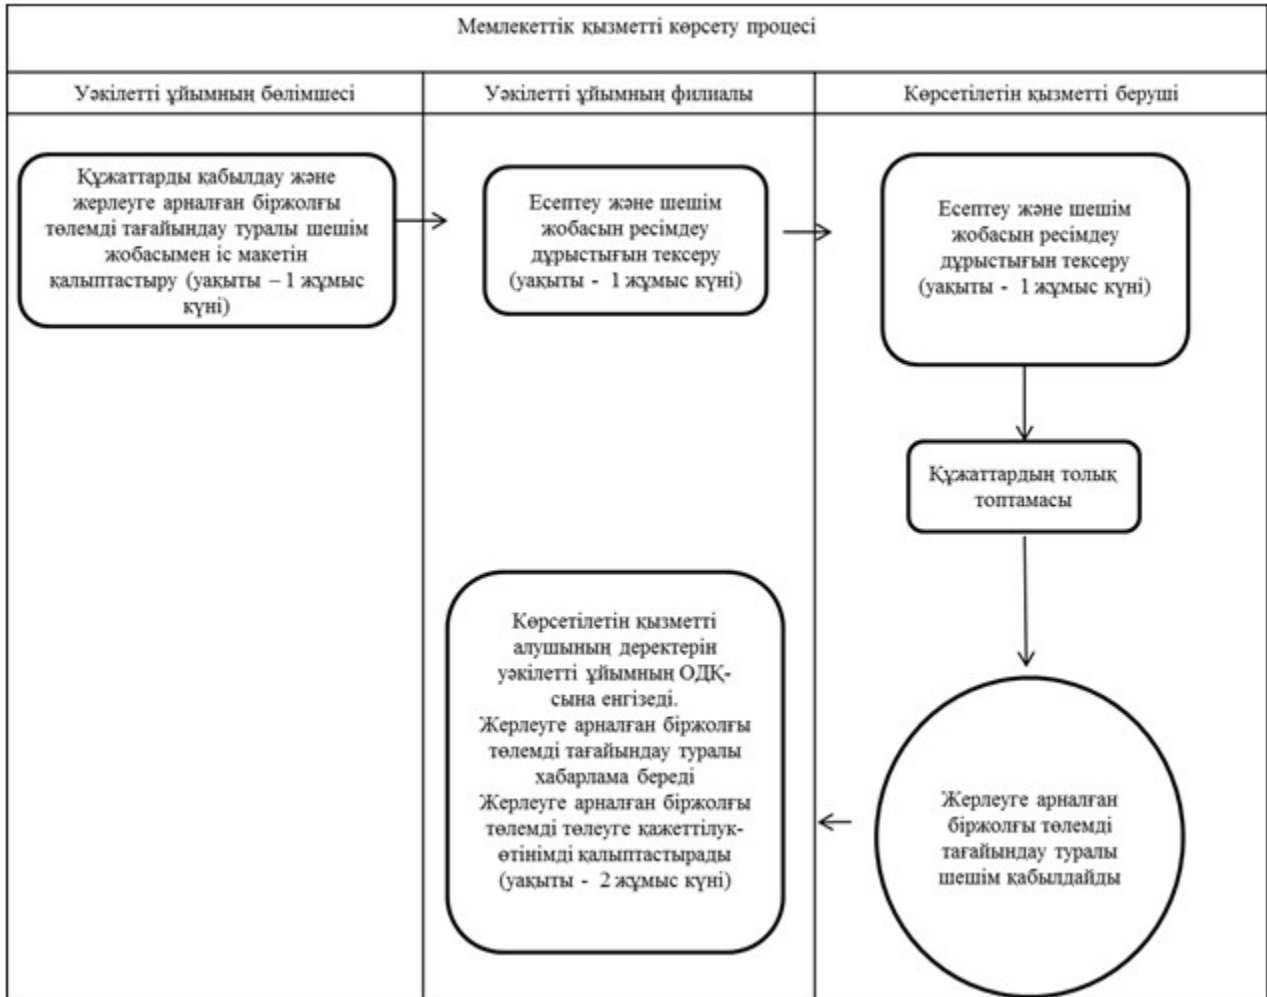 Мемлекеттік қызметті көрсету процесі
Уәкілетті ұйымның бөлімшесі
Уәкілетті ұйымның филиалы
Көрсетілетін қызметті беруші
Құжаттарды қабылдау және
жерлеуге арналған біржолғы
төлемді тағайындау туралы шешім
жобасымен іс макетін
қалыптастыру (уақыты – 1 жұмыс
күні)
Есептеу және шешім
жобасын ресімдеу
дұрыстығын тексеру
(уақыты - 1 жұмыс күні)
Есептеу және шешім
жобасын ресімдеу
дұрыстығын тексеру
(уақыты - 1 жұмыс күні)
Құжаттардың толық
топтамасы
Жерлеуге арналған
біржолғы төлемді
тағайындау туралы
шешім қабылдайды
Көрсетілетін қызметті
алушының деректерін
уәкілетті ұйымның ОДҚ-
сына енгізеді.
Жерлеуге арналған біржолғы
төлемді тағайындау туралы
хабарлама береді
Жерлеуге арналған біржолғы
төлемді төлеуге қажеттілук-
өтінімді қалыптастырады
(уақыты - 2 жұмыс күні)